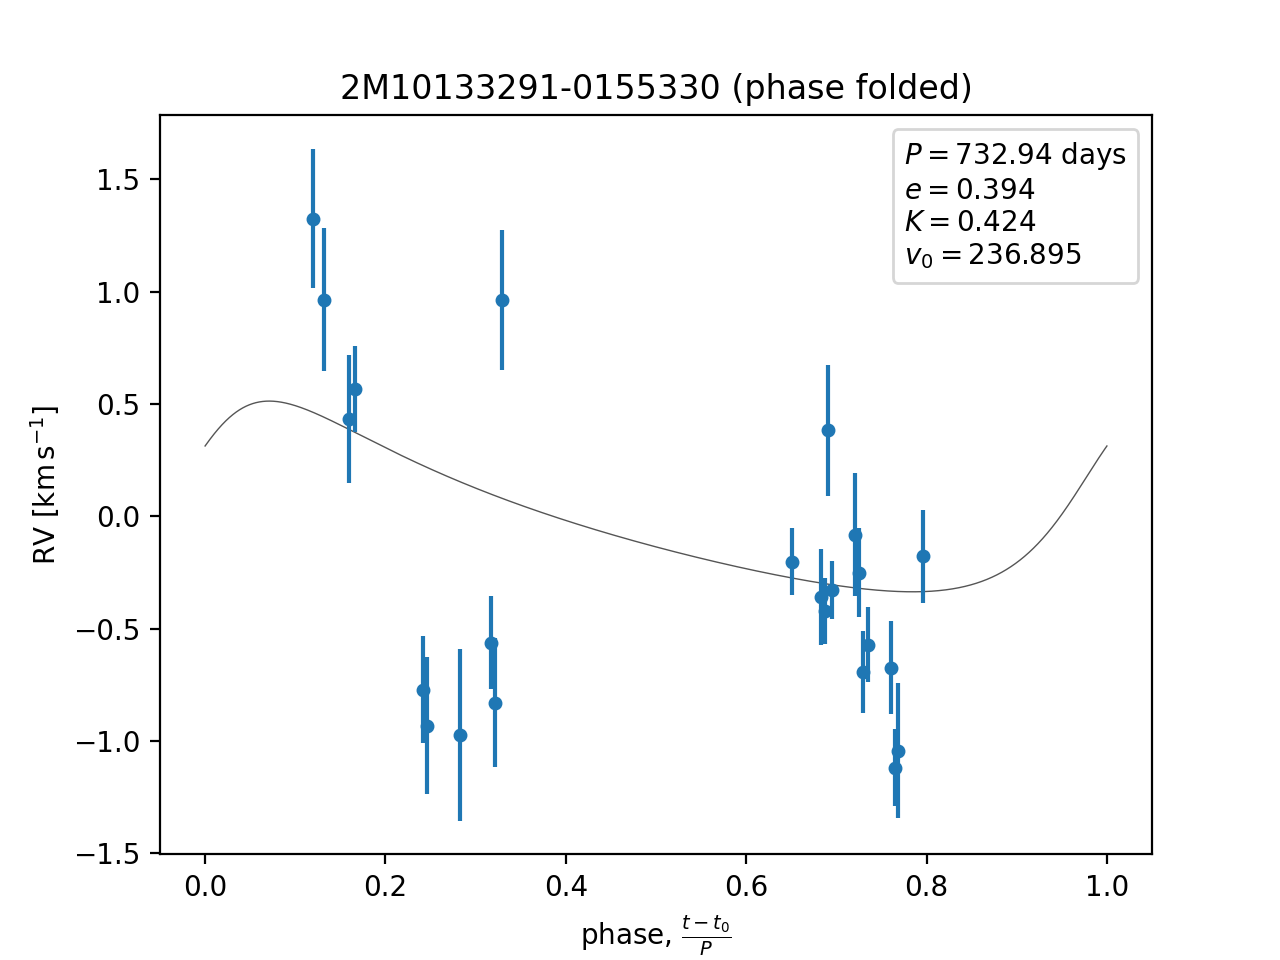 2M10133291-0155330 (phase folded)
P = 732.94 days
e = 0.394
K = 0.424
v₀ = 236.895
RV [km s⁻¹]
1.5
1.0
0.5
0.0
−0.5
−1.0
−1.5
0.0 0.2 0.4 0.6 0.8 1.0
phase, (t − t₀)/P